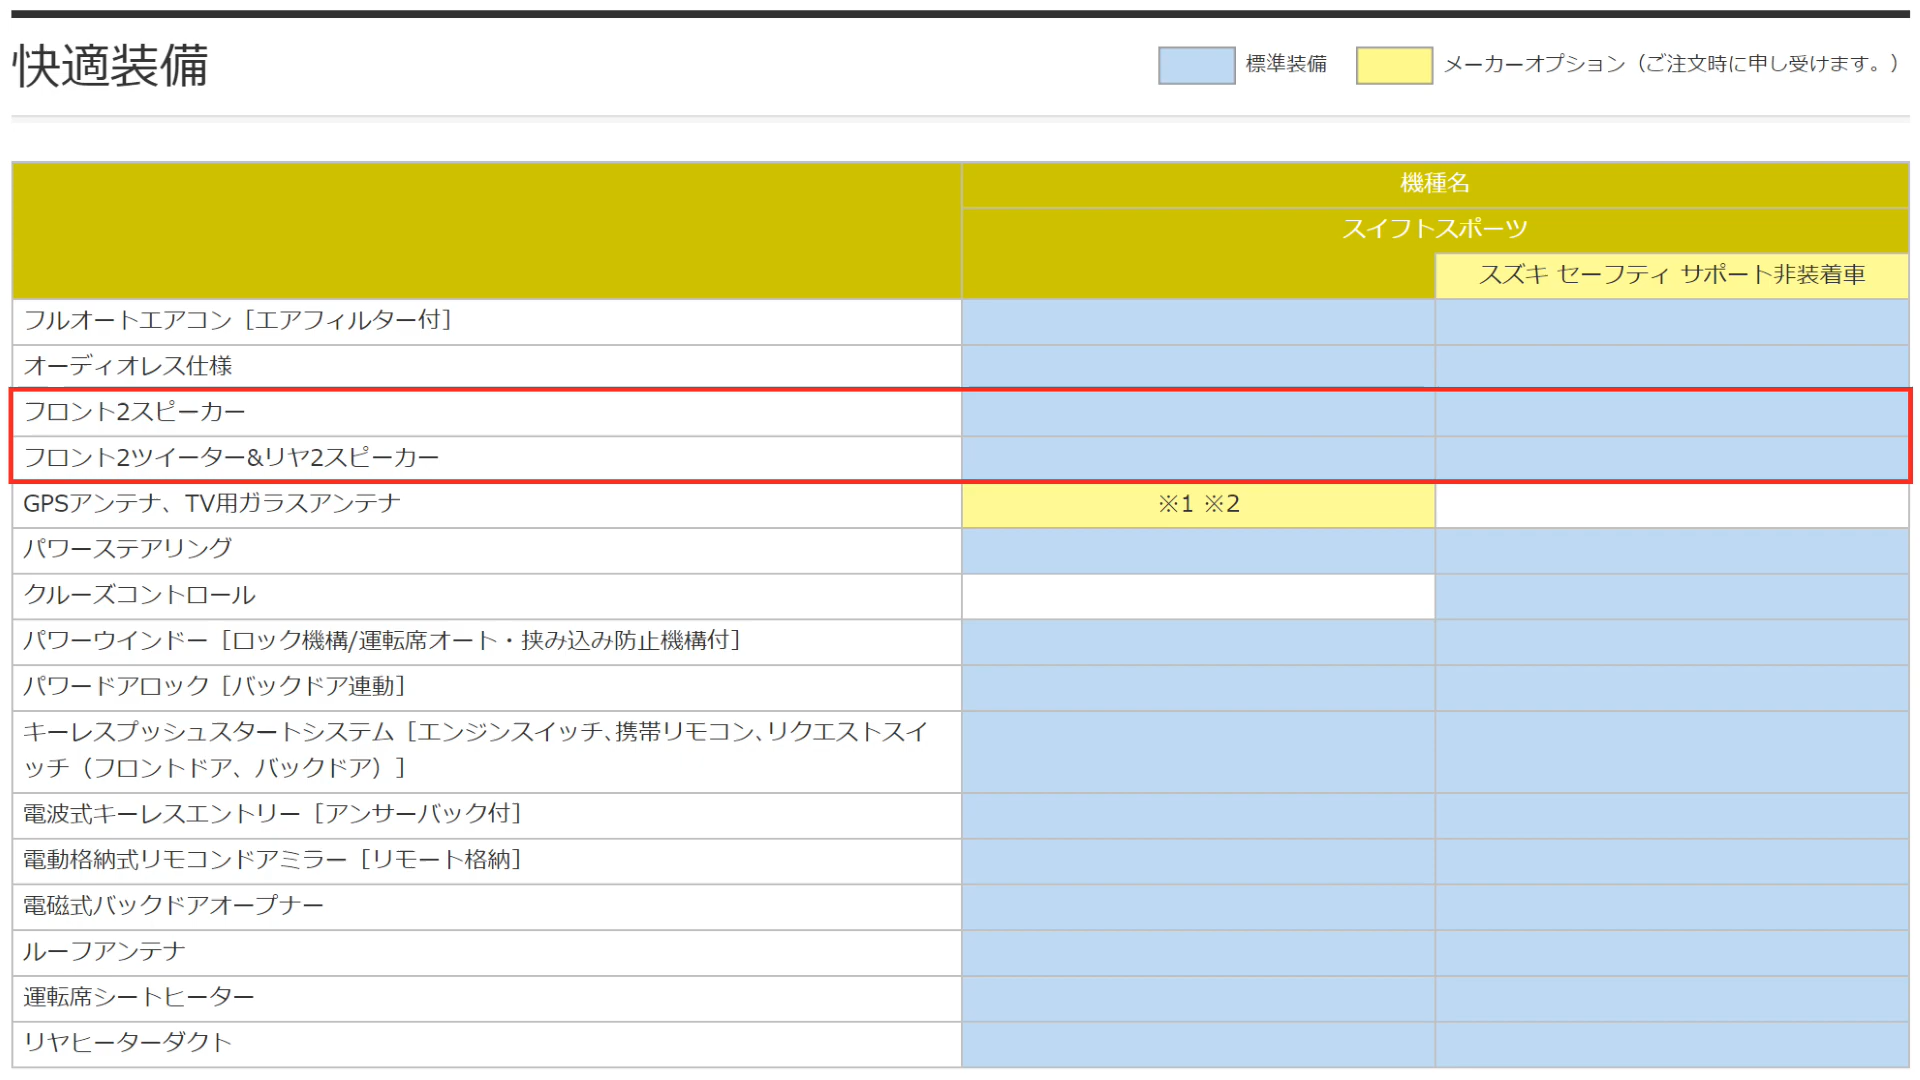 快適装備
標準装備
メーカーオプション（ご注文時に申し受けます。）
機種名
スイフトスポーツ
スズキ セーフティ サポート非装着車
フルオートエアコン［エアフィルター付］
オーディオレス仕様
フロント2スピーカー
フロント2ツイーター&リヤ2スピーカー
GPSアンテナ、TV用ガラスアンテナ
※1 ※2
パワーステアリング
クルーズコントロール
パワーウインドー［ロック機構/運転席オート・挟み込み防止機構付］
パワードアロック［バックドア連動］
キーレスプッシュスタートシステム［エンジンスイッチ、携帯リモコン、リクエストスイ
ッチ（フロントドア、バックドア）］
電波式キーレスエントリー［アンサーバック付］
電動格納式リモコンドアミラー［リモート格納］
電磁式バックドアオープナー
ルーフアンテナ
運転席シートヒーター
リヤヒーターダクト